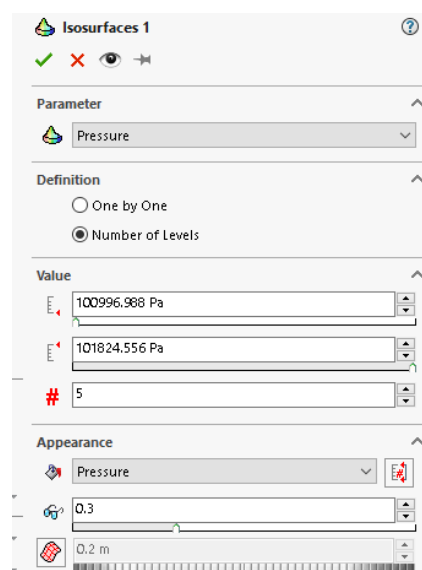 Isosurfaces 1
Parameter
Pressure
Definition
One by One
Number of Levels
Value
100996.988 Pa
101824.556 Pa
# 5
Appearance
Pressure
0.3
0.2 m